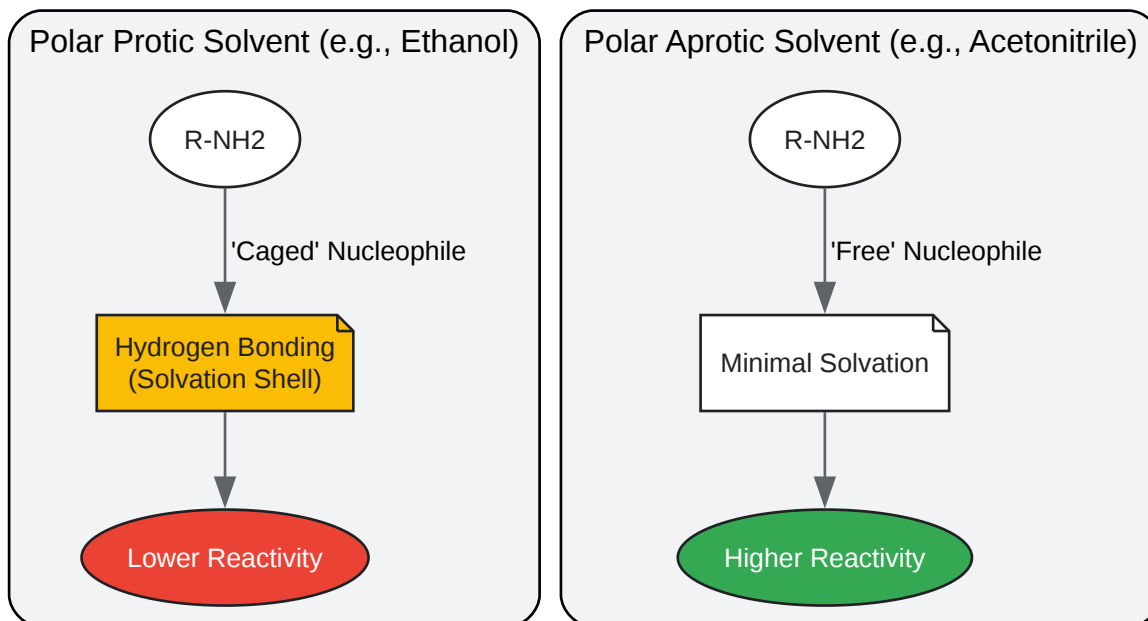 Polar Protic Solvent (e.g., Ethanol)
R-NH2
'Caged' Nucleophile
Hydrogen Bonding
(Solvation Shell)
Lower Reactivity
Polar Aprotic Solvent (e.g., Acetonitrile)
R-NH2
'Free' Nucleophile
Minimal Solvation
Higher Reactivity